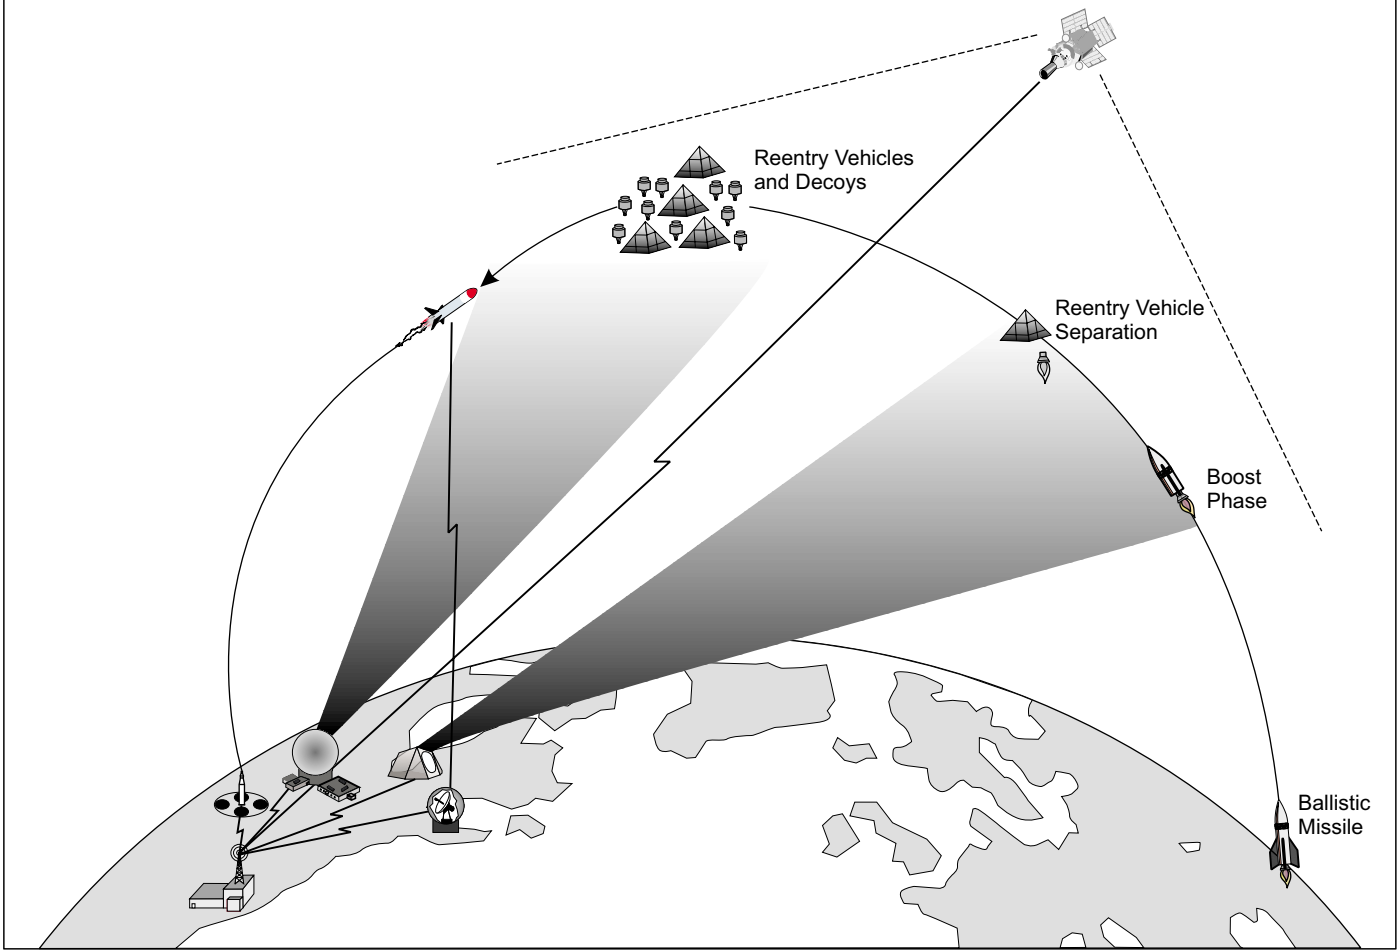 Reentry Vehicles
and Decoys
Reentry Vehicle
Separation
Boost
Phase
Ballistic
Missile